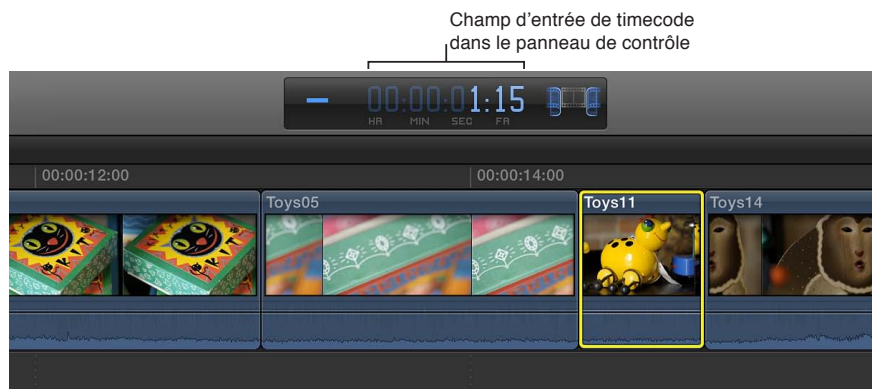 Champ d’entrée de timecode
dans le panneau de contrôle
– 00:00:01:15
HR MIN SEC FR
00:00:12:00 00:00:14:00
Toys05 Toys11 Toys14